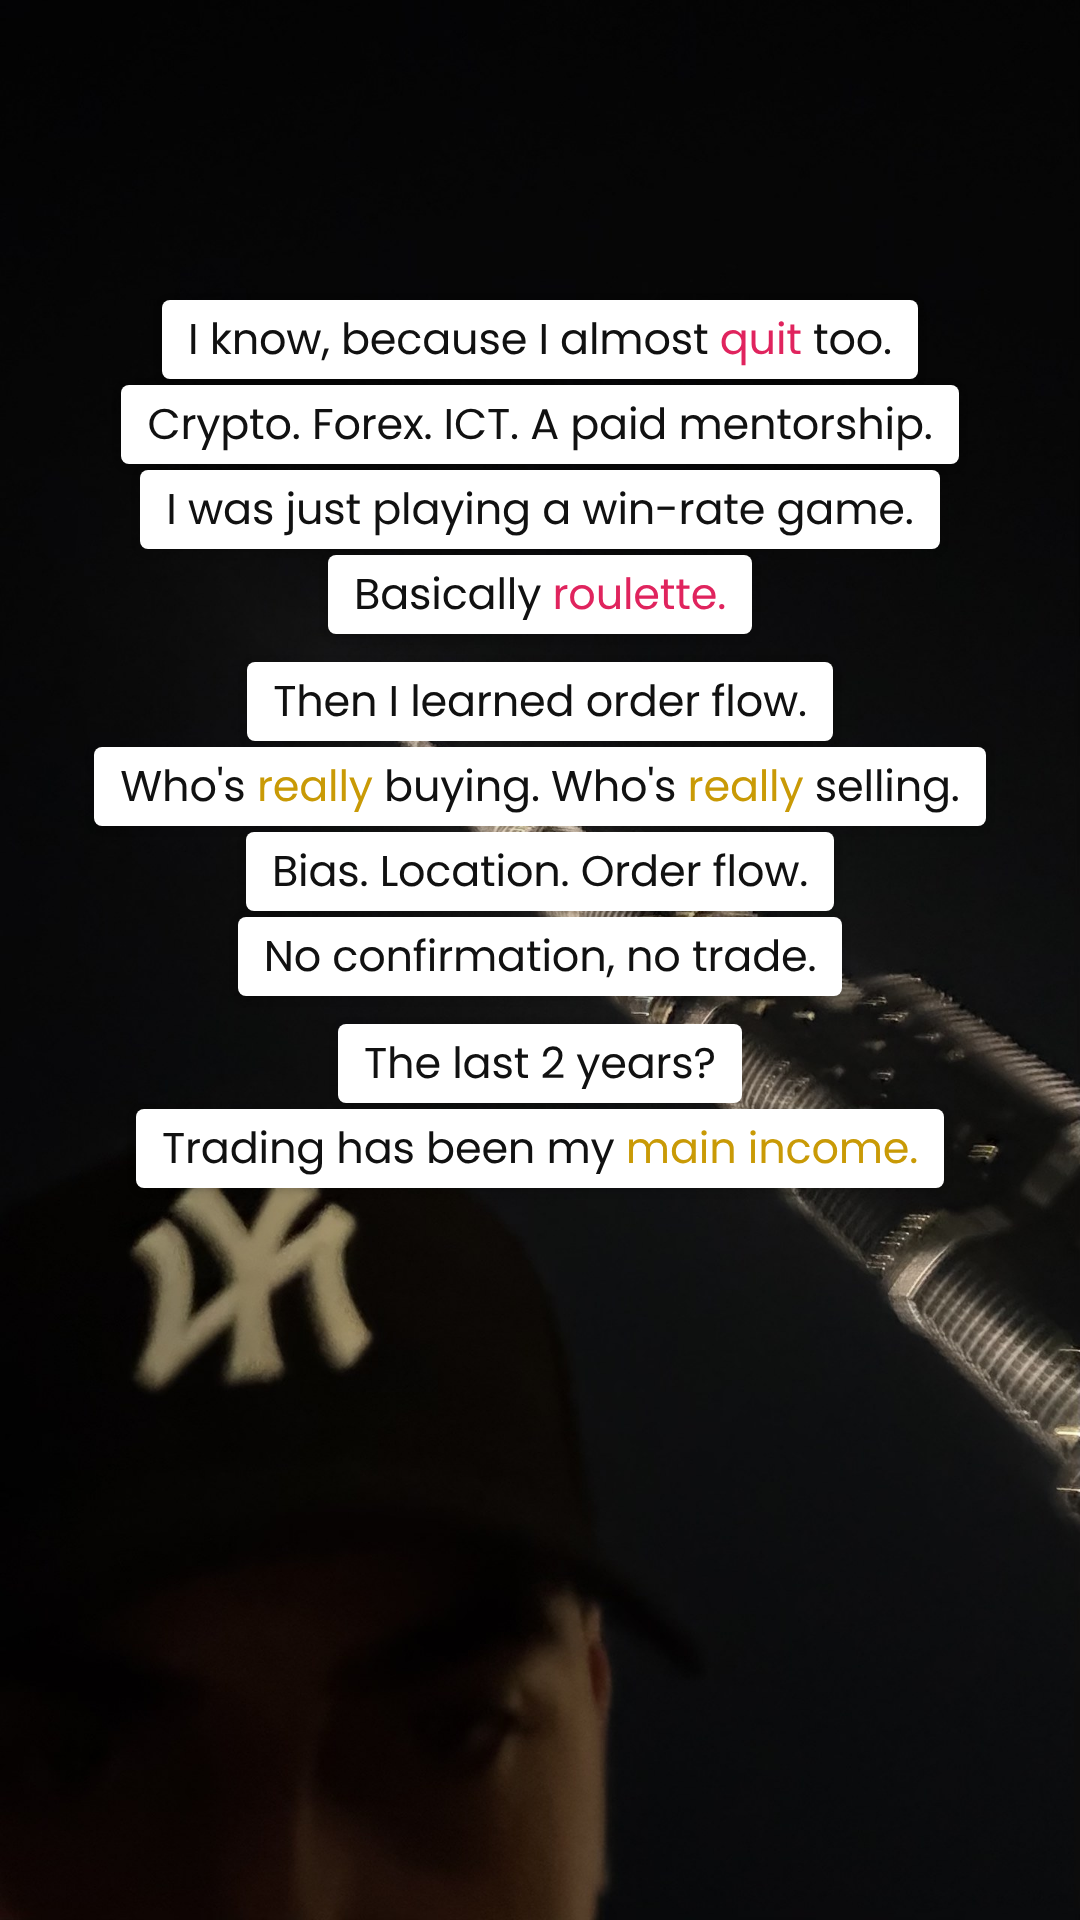 I know, because I almost quit too.
Crypto. Forex. ICT. A paid mentorship.
I was just playing a win-rate game.
Basically roulette.
Then I learned order flow.
Who's really buying. Who's really selling.
Bias. Location. Order flow.
No confirmation, no trade.
The last 2 years?
Trading has been my main income.
NY